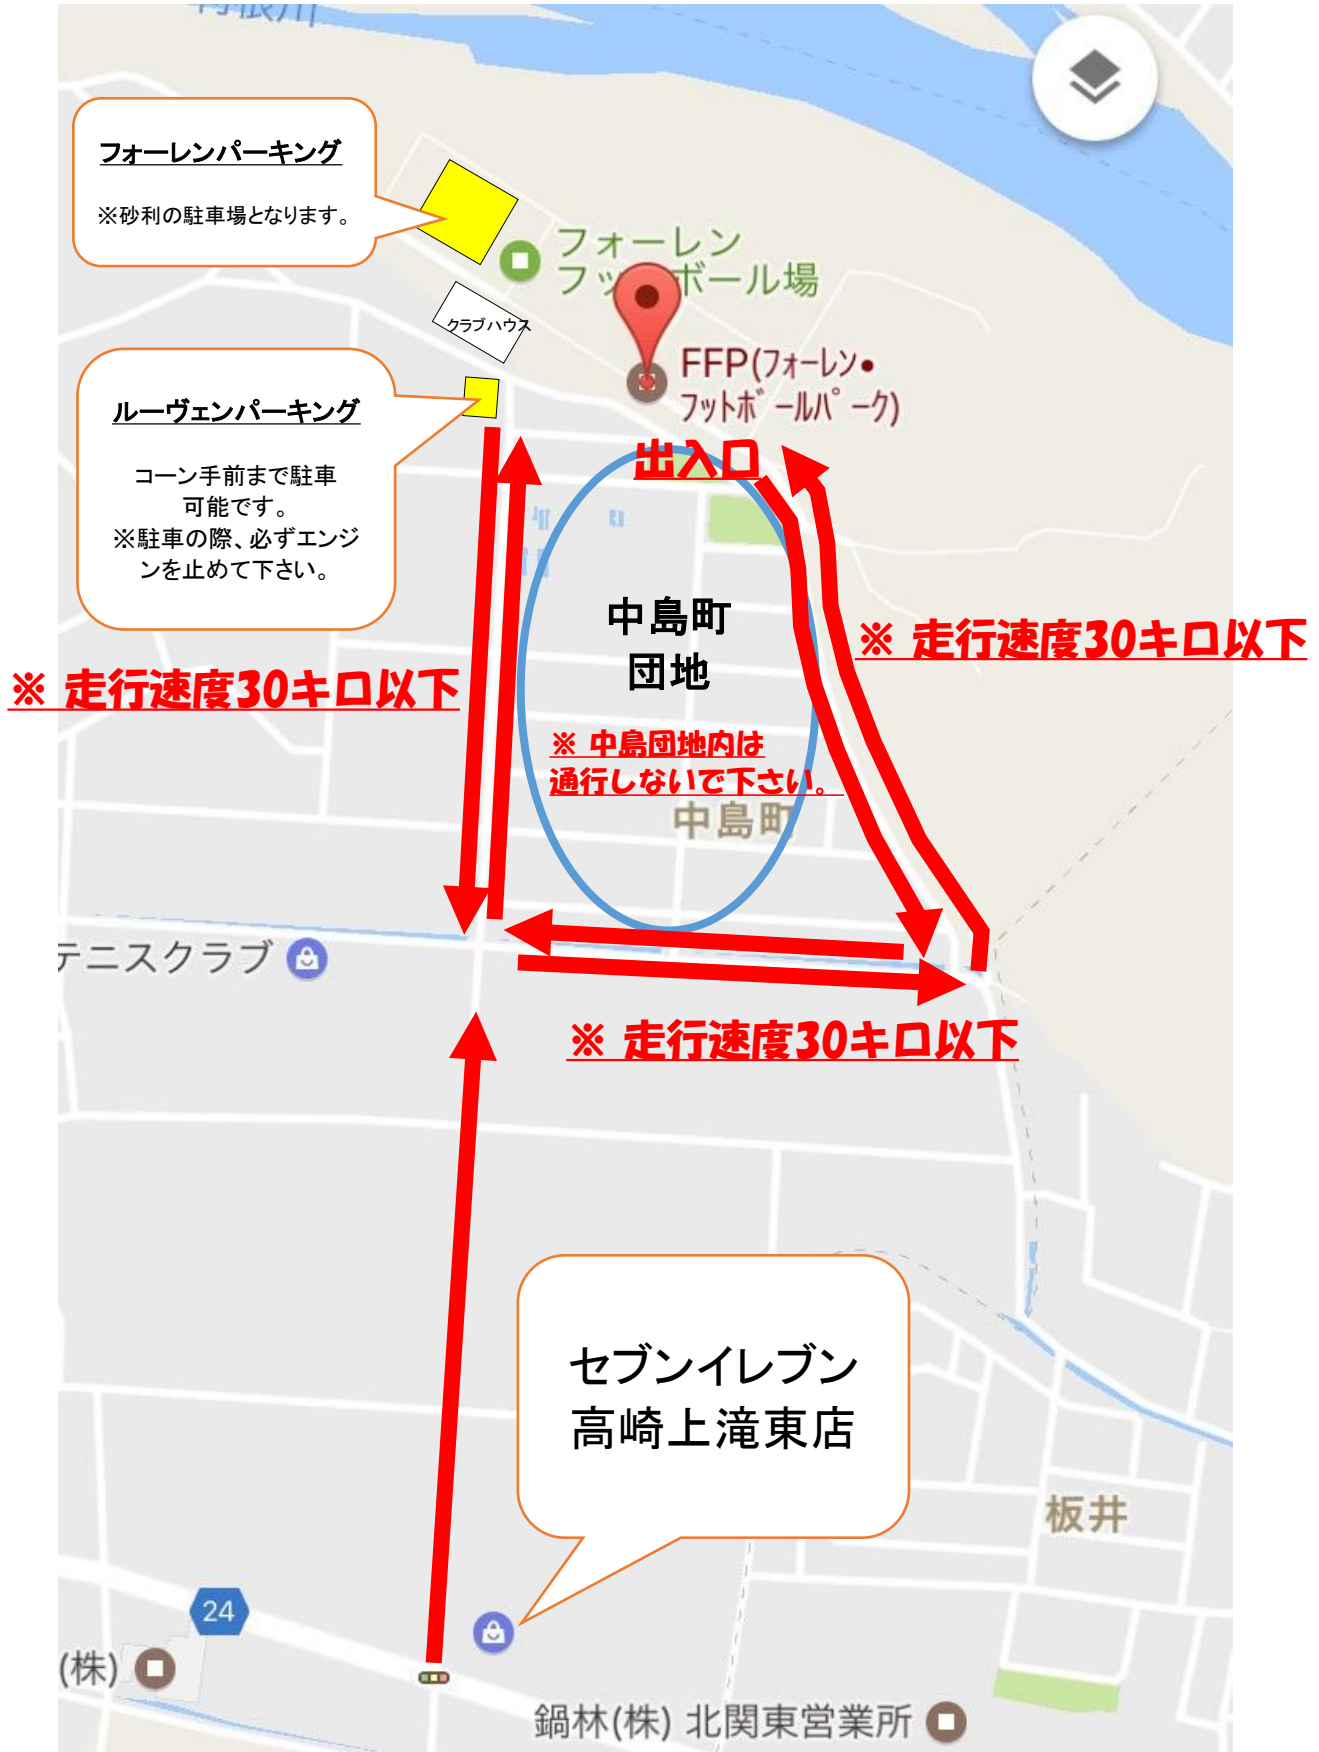 フォーレンパーキング
※砂利の駐車場となります。
フォーレン
フットボール場
クラブハウス
FFP(フォーレン•
フットボールパーク)
ルーヴェンパーキング
コーン手前まで駐車
可能です。
※駐車の際、必ずエンジ
ンを止めて下さい。
出入口
中島町
団地
※ 走行速度30キロ以下
※ 走行速度30キロ以下
※ 中島団地内は
通行しないで下さい。
中島町
テニスクラブ
※ 走行速度30キロ以下
セブンイレブン
高崎上滝東店
板井
24
(株)
鍋林(株) 北関東営業所